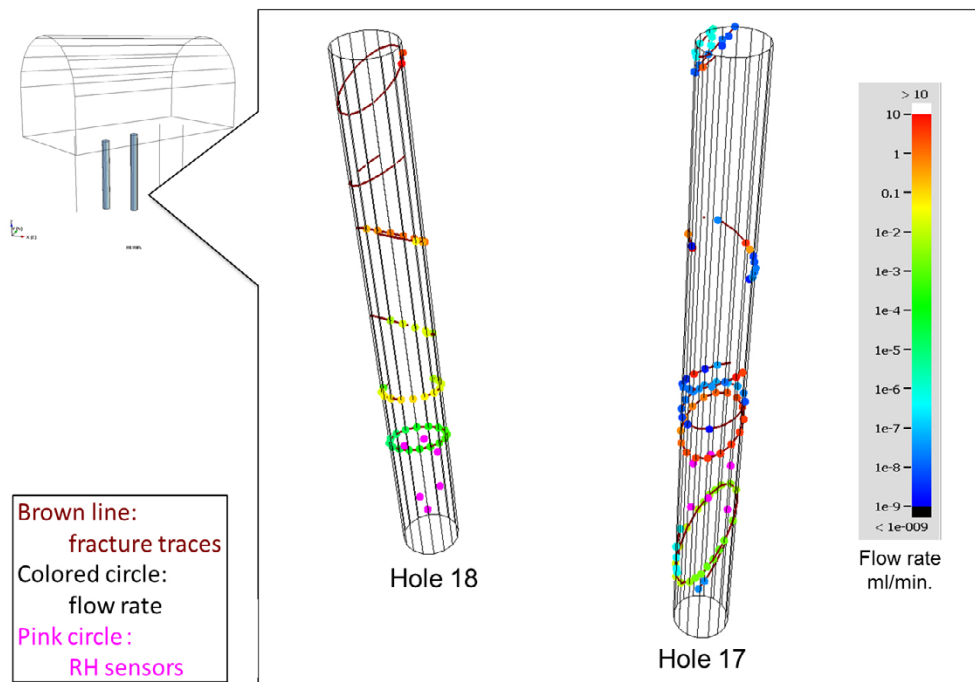 > 10
10
1
0.1
1e-2
1e-3
1e-4
1e-5
1e-6
1e-7
1e-8
1e-9
< 1e-009
Flow rate
ml/min.
Brown line:
fracture traces
Colored circle:
flow rate
Pink circle :
RH sensors
Hole 18
Hole 17